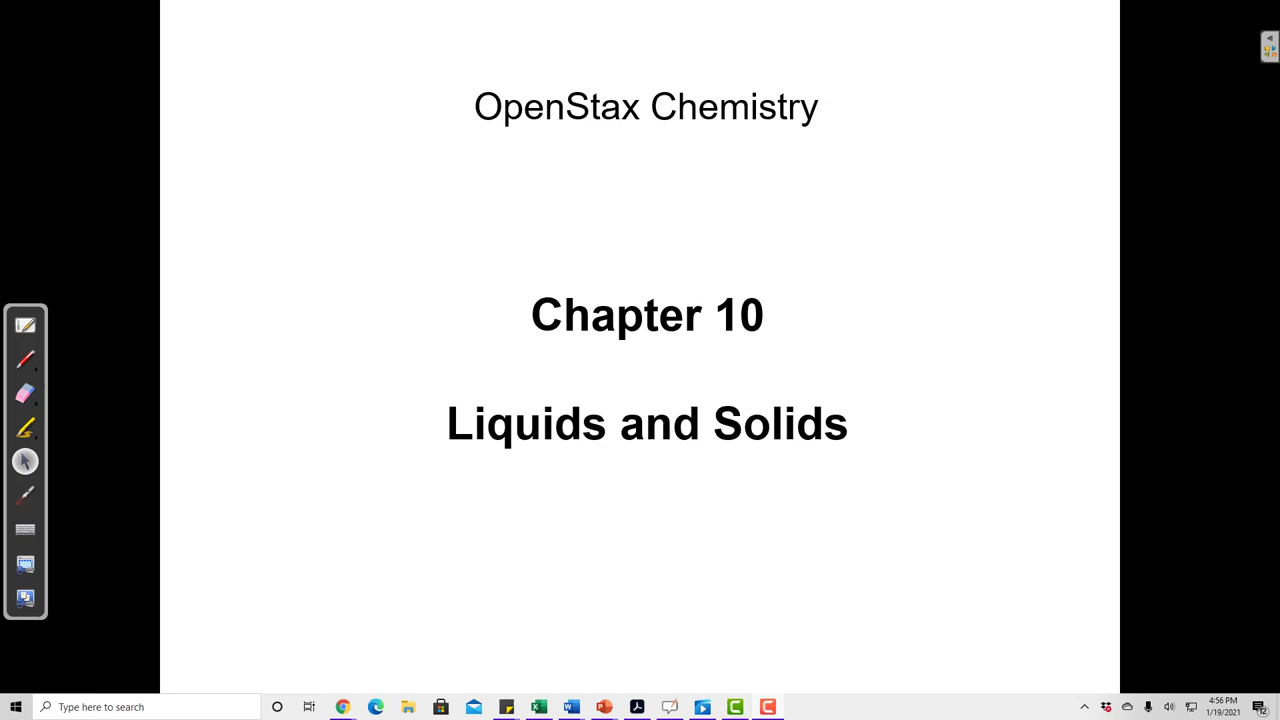 OpenStax Chemistry
Chapter 10
Liquids and Solids
Type here to search
4:56 PM
1/19/2021